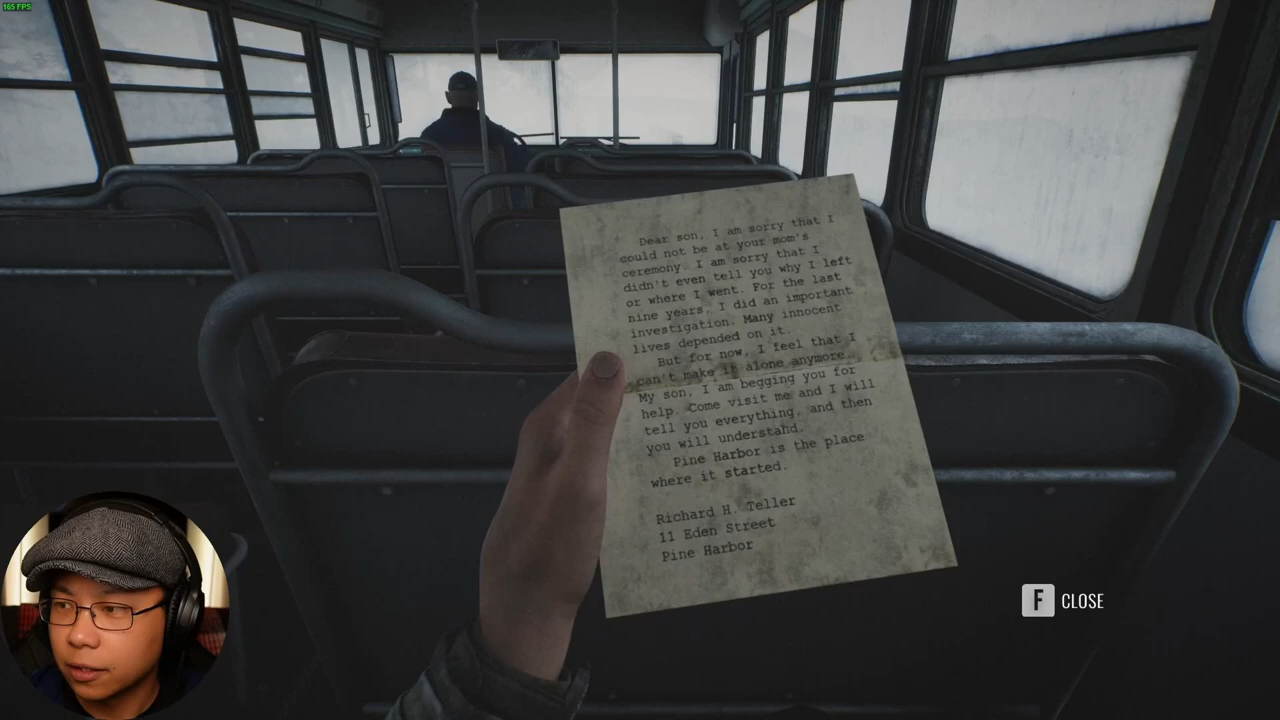 165 FPS
Dear son, I am sorry that I
could not be at your mom's
ceremony. I am sorry that I
didn't even tell you why I left
or where I went. For the last
nine years, I did an important
investigation. Many innocent
lives depended on it.
But for now, I feel that I
can't make it alone anymore.
My son, I am begging you for
help. Come visit me and I will
tell you everything, and then
you will understand.
Pine Harbor is the place
where it started.
Richard H. Teller
11 Eden Street
Pine Harbor
F CLOSE